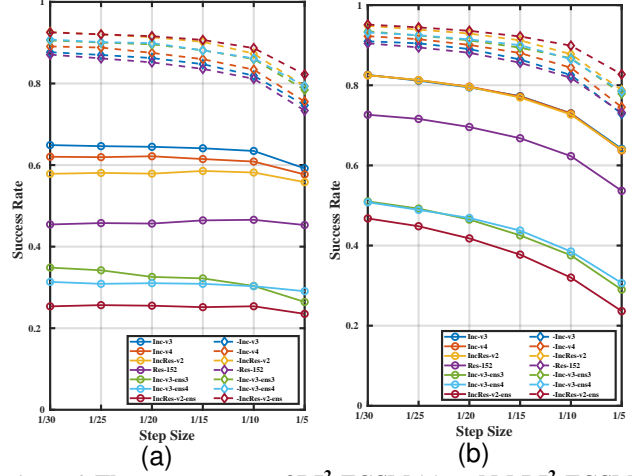 1
0.8
0.6
0.4
0.2
0
Success Rate
1/30 1/25 1/20 1/15 1/10 1/5
Step Size
Inc-v3 -Inc-v3
Inc-v4 -Inc-v4
IncRes-v2 -IncRes-v2
Res-152 -Res-152
Inc-v3-ens3 -Inc-v3-ens3
Inc-v3-ens4 -Inc-v3-ens4
IncRes-v2-ens -IncRes-v2-ens
(a)
1
0.8
0.6
0.4
0.2
0
Success Rate
1/30 1/25 1/20 1/15 1/10 1/5
Step Size
Inc-v3 -Inc-v3
Inc-v4 -Inc-v4
IncRes-v2 -IncRes-v2
Res-152 -Res-152
Inc-v3-ens3 -Inc-v3-ens3
Inc-v3-ens4 -Inc-v3-ens4
IncRes-v2-ens -IncRes-v2-ens
(b)